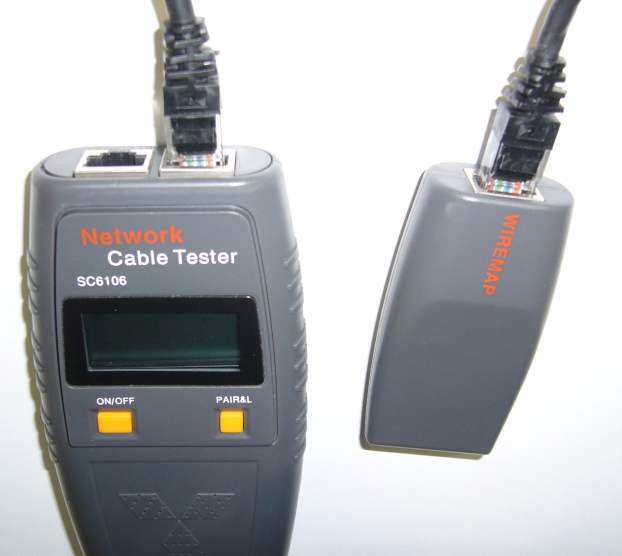 Network
Cable Tester
SC6106
ON/OFF PAIR&L
WIREMAP